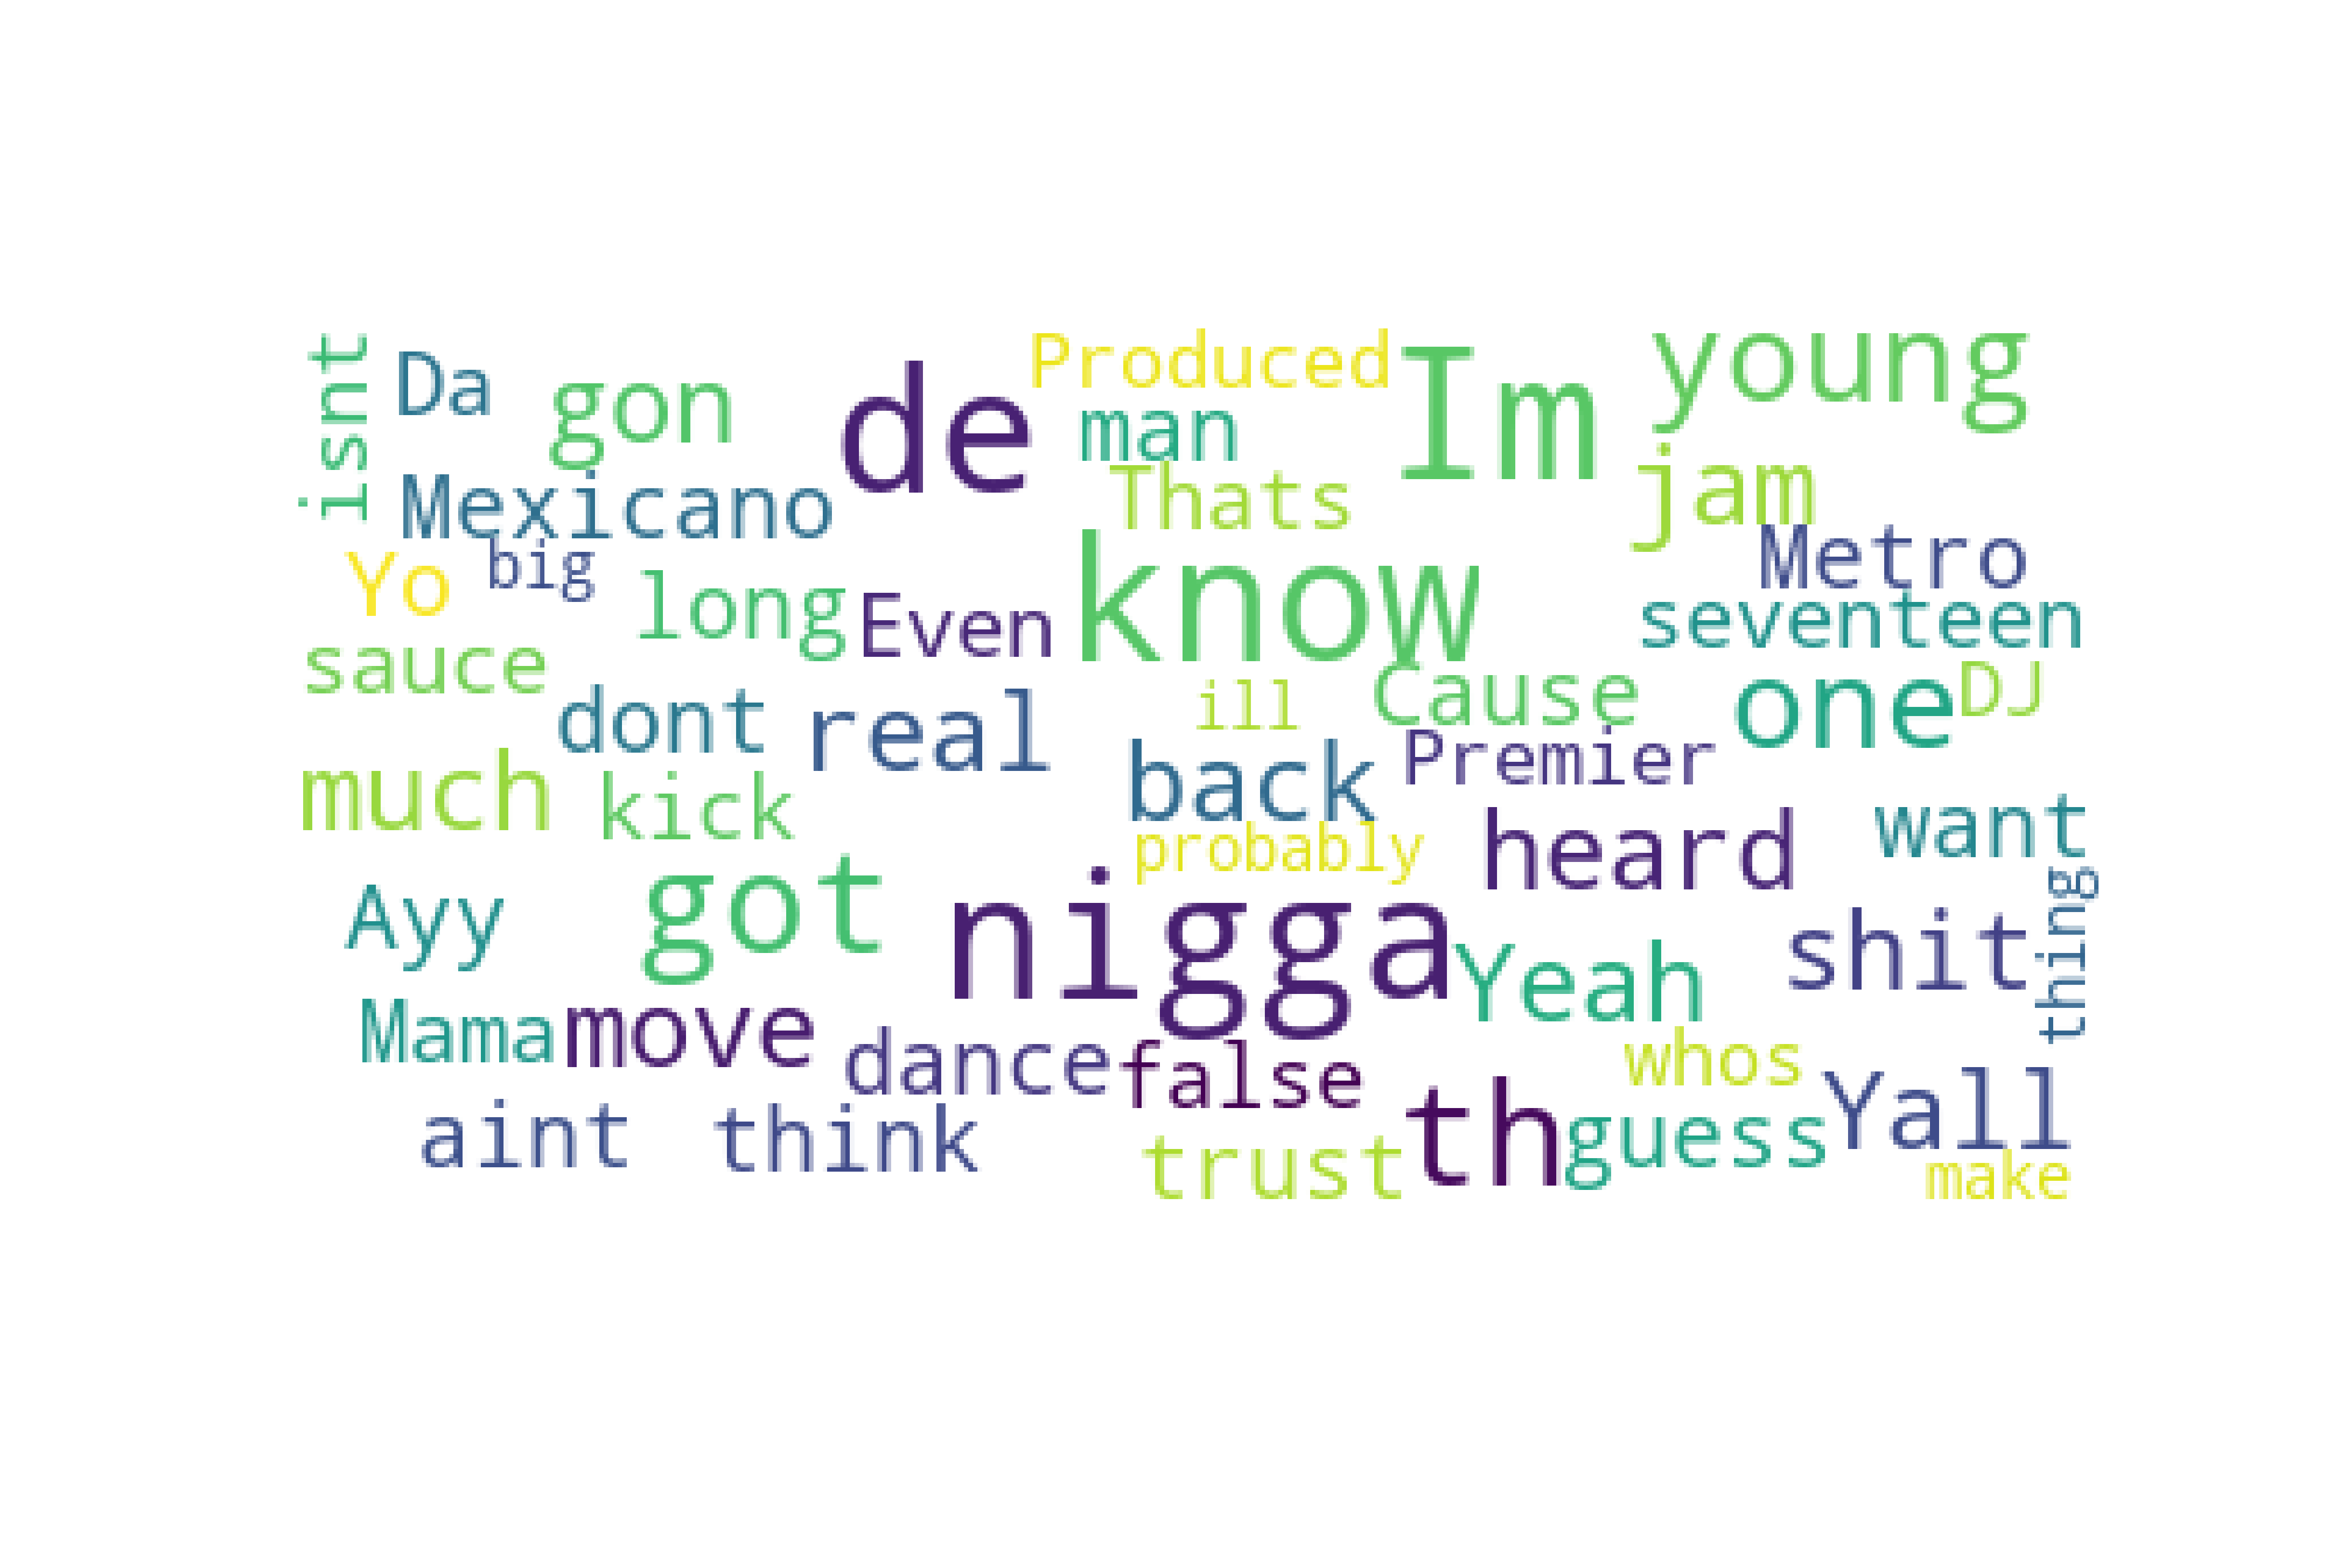 isnt
Da
gon
de
Produced
man
Im
young
Mexicano
Thats
jam
Yo
big
long
Even
know
Metro
seventeen
sauce
dont
real
ill
Cause
one
DJ
much
kick
back
Premier
probably
heard
want
Ayy
got
nigga
Yeah
shit
thing
Mama
move
dance
false
whos
Yall
aint
think
trust
th
guess
make